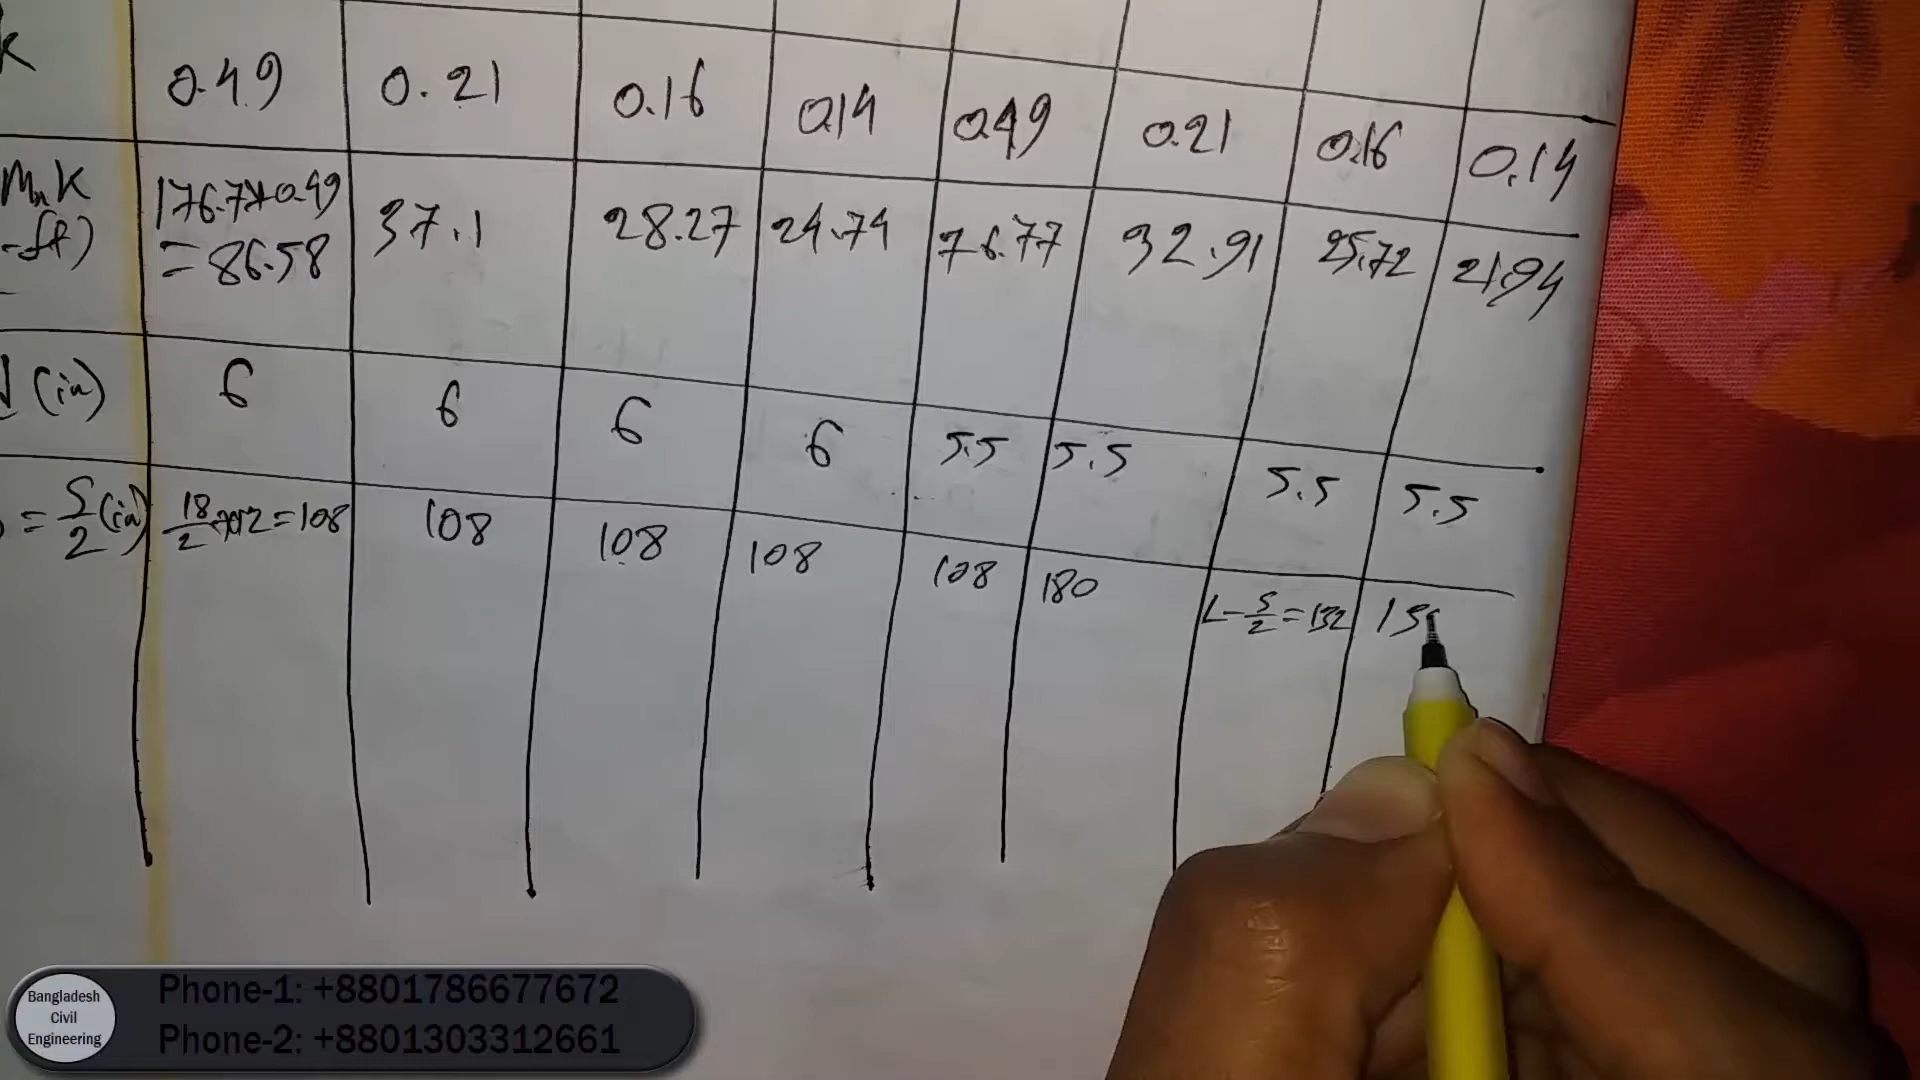 k 0.49 0.21 0.16 0.14 0.49 0.21 0.16 0.14
MnK 176.7×0.49 37.1 28.27 24.74 76.77 32.91 25.72 21.94
-ft) = 86.58
d (in) 6 6 6 6 5.5 5.5 5.5 5.5
= S/2 (in) 18/2 × 12 = 108 108 108 108 108 180 L - S/2 = 132
Bangladesh
Civil
Engineering
Phone-1: +8801786677672
Phone-2: +8801303312661